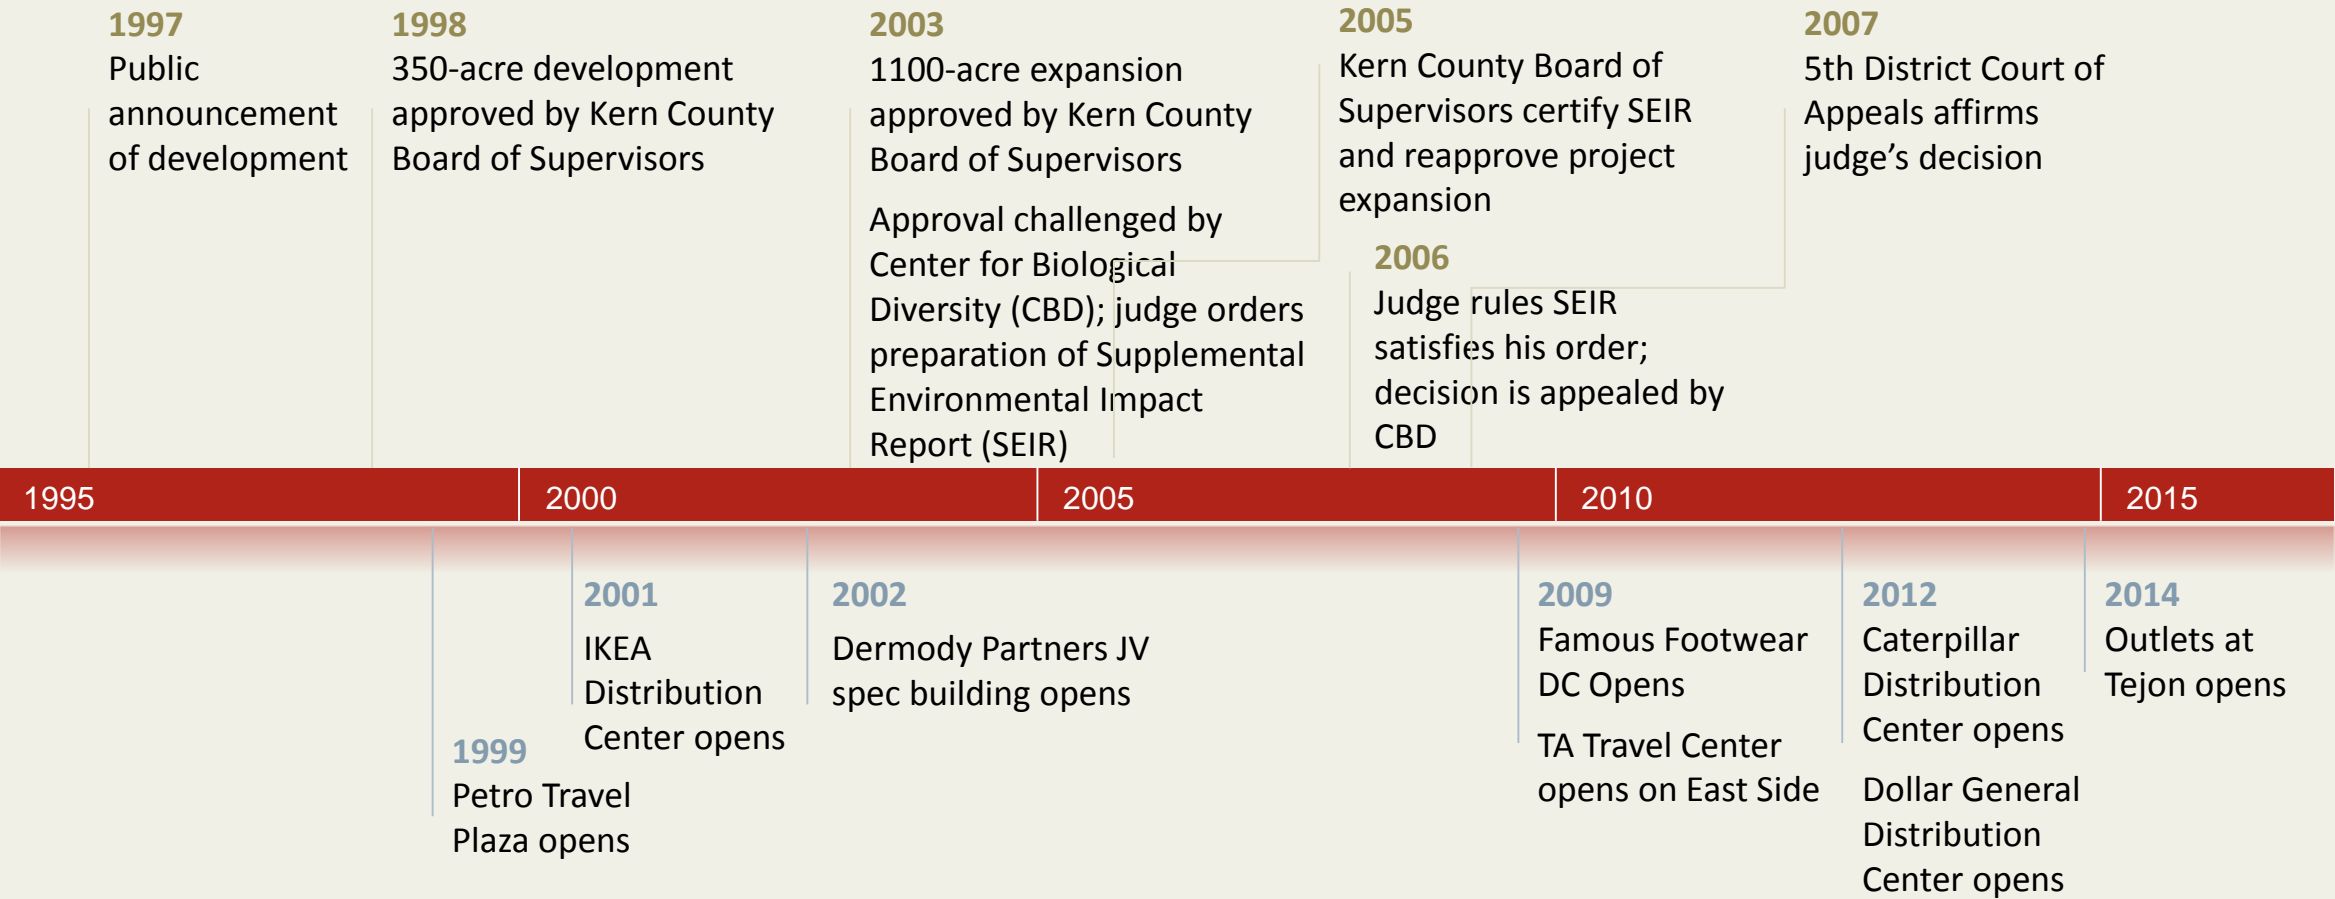 1997
Public
announcement
of development
1998
350-acre development
approved by Kern County
Board of Supervisors
2003
1100-acre expansion
approved by Kern County
Board of Supervisors
Approval challenged by
Center for Biological
Diversity (CBD); judge orders
preparation of Supplemental
Environmental Impact
Report (SEIR)
2005
Kern County Board of
Supervisors certify SEIR
and reapprove project
expansion
2006
Judge rules SEIR
satisfies his order;
decision is appealed by
CBD
2007
5th District Court of
Appeals affirms
judge’s decision
1995
2000
2005
2010
2015
1999
Petro Travel
Plaza opens
2001
IKEA
Distribution
Center opens
2002
Dermody Partners JV
spec building opens
2009
Famous Footwear
DC Opens
TA Travel Center
opens on East Side
2012
Caterpillar
Distribution
Center opens
Dollar General
Distribution
Center opens
2014
Outlets at
Tejon opens